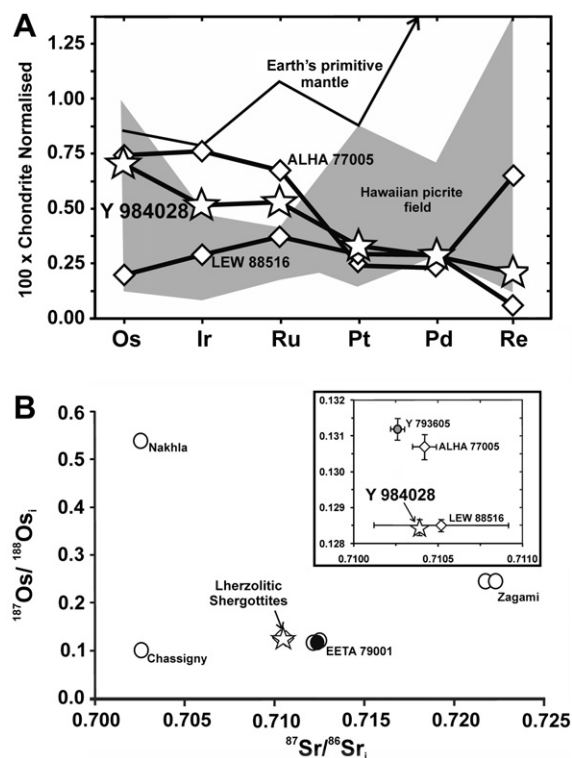 A
100 x Chondrite Normalised
1.25
1.00
0.75
0.50
0.25
0.00
Earth's primitive
mantle
ALHA 77005
Y 984028
Hawaiian picrite
field
LEW 88516
Os Ir Ru Pt Pd Re
B
187Os/ 188Osi
0.6
0.5
0.4
0.3
0.2
0.1
0.0
Nakhla
Chassigny
Lherzolitic
Shergottites
EETA 79001
Zagami
0.132
0.131
0.130
0.129
0.128
Y 793605
ALHA 77005
Y 984028
LEW 88516
0.7100 0.7105 0.7110
0.700 0.705 0.710 0.715 0.720 0.725
87Sr/86Sri